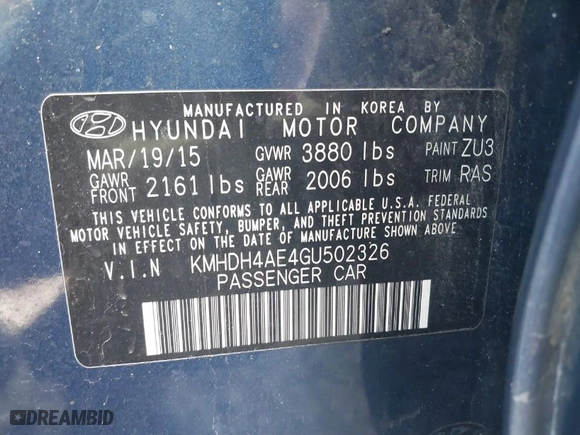 MANUFACTURED IN KOREA BY
HYUNDAI MOTOR COMPANY
MAR/19/15 GVWR 3880 lbs PAINT ZU3
GAWR FRONT 2161 lbs GAWR REAR 2006 lbs TRIM RAS
THIS VEHICLE CONFORMS TO ALL APPLICABLE U.S.A. FEDERAL
MOTOR VEHICLE SAFETY, BUMPER, AND THEFT PREVENTION STANDARDS
IN EFFECT ON THE DATE OF MANUFACTURE SHOWN ABOVE.
V.I.N KMHDH4AE4GU502326
PASSENGER CAR
DREAMBID